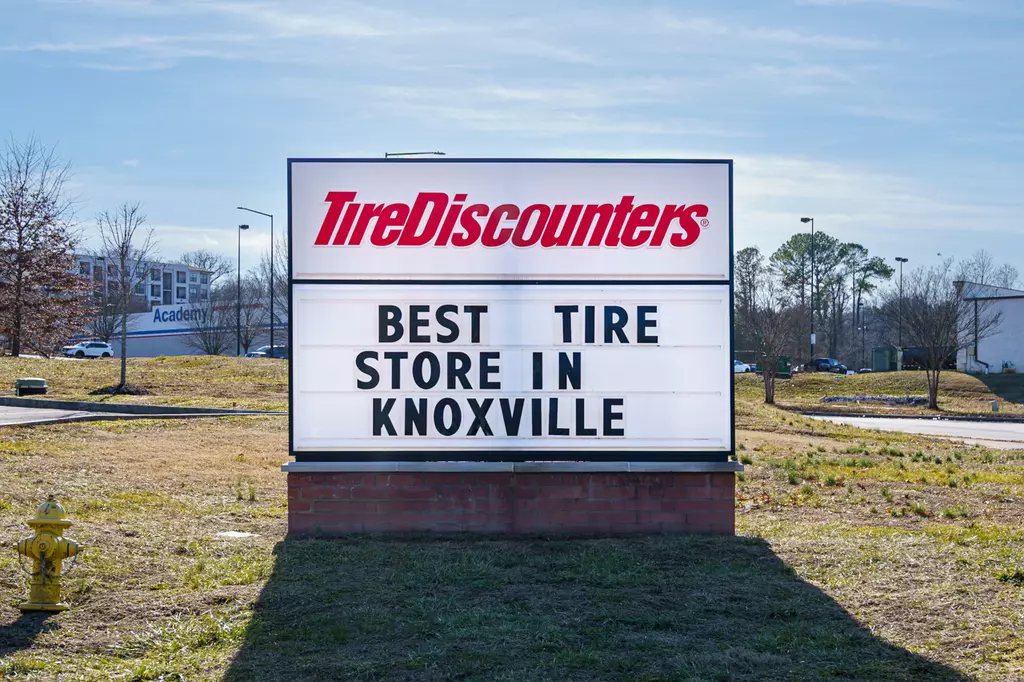 TireDiscounters®
BEST TIRE
STORE IN
KNOXVILLE
Academy